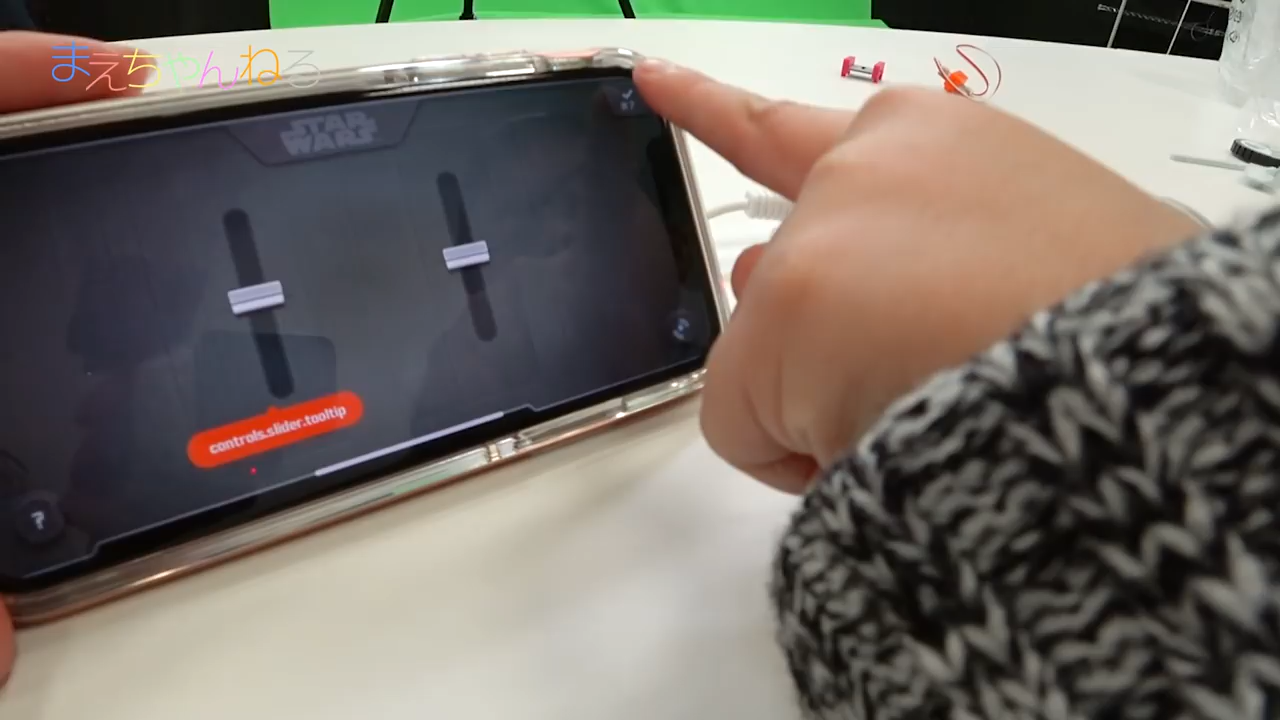 まえちゃんねる
STAR
WARS
controls.slider.tooltip
?